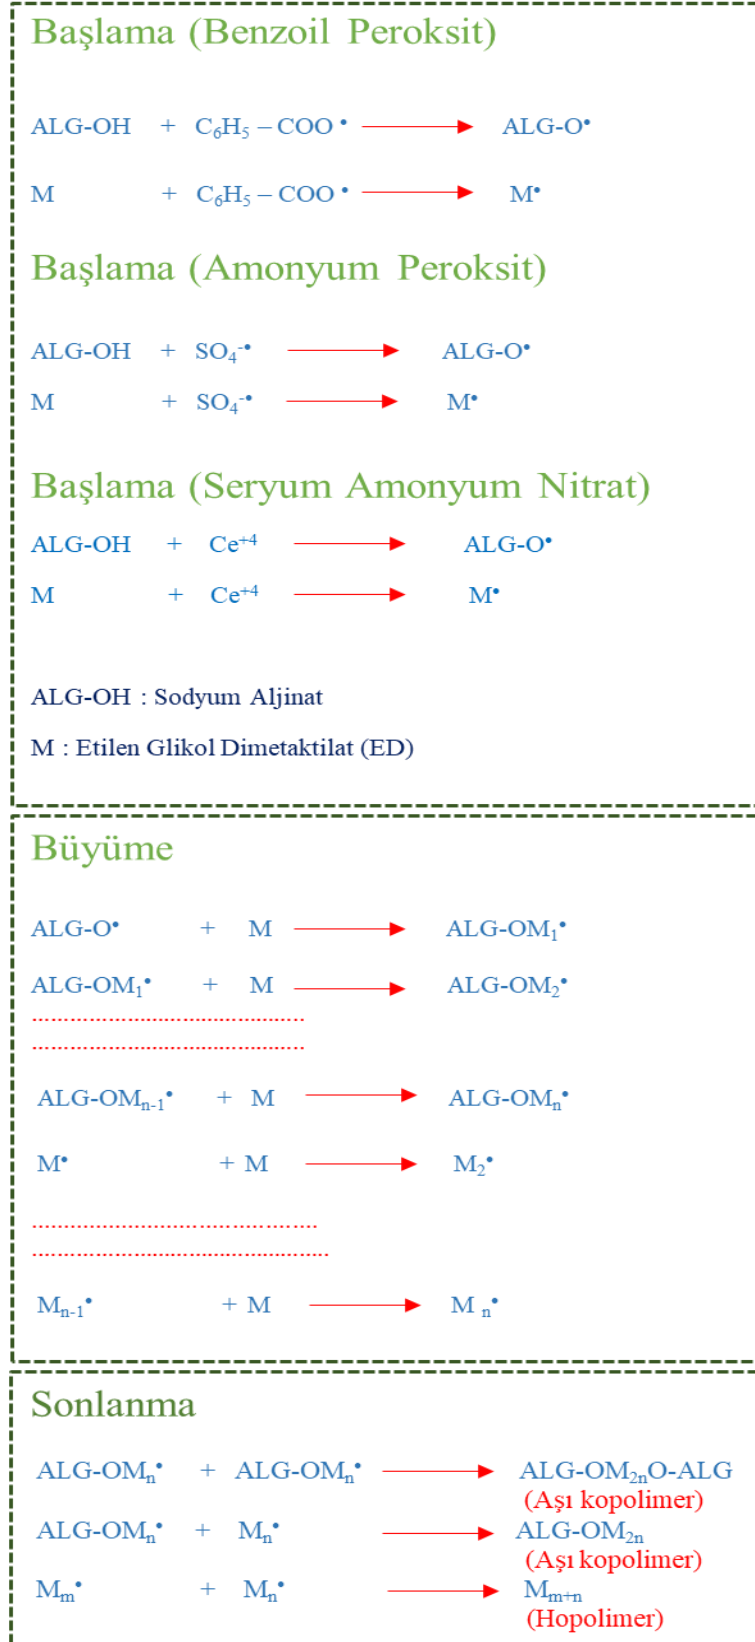 Başlama (Benzoil Peroksit)
ALG-OH + C₆H₅ – COO • ⟶ ALG-O•
M + C₆H₅ – COO • ⟶ M•
Başlama (Amonyum Peroksit)
ALG-OH + SO₄⁻• ⟶ ALG-O•
M + SO₄⁻• ⟶ M•
Başlama (Seryum Amonyum Nitrat)
ALG-OH + Ce⁺⁴ ⟶ ALG-O•
M + Ce⁺⁴ ⟶ M•
ALG-OH : Sodyum Aljinat
M : Etilen Glikol Dimetaktilat (ED)
Büyüme
ALG-O• + M ⟶ ALG-OM₁•
ALG-OM₁• + M ⟶ ALG-OM₂•
............................................
............................................
ALG-OMₙ₋₁• + M ⟶ ALG-OMₙ•
M• + M ⟶ M₂•
..............................................
................................................
Mₙ₋₁• + M ⟶ M ₙ•
Sonlanma
ALG-OMₙ• + ALG-OMₙ• ⟶ ALG-OM₂ₙO-ALG
(Aşı kopolimer)
ALG-OMₙ• + Mₙ• ⟶ ALG-OM₂ₙ
(Aşı kopolimer)
Mₘ• + Mₙ• ⟶ Mₘ₊ₙ
(Hopolimer)